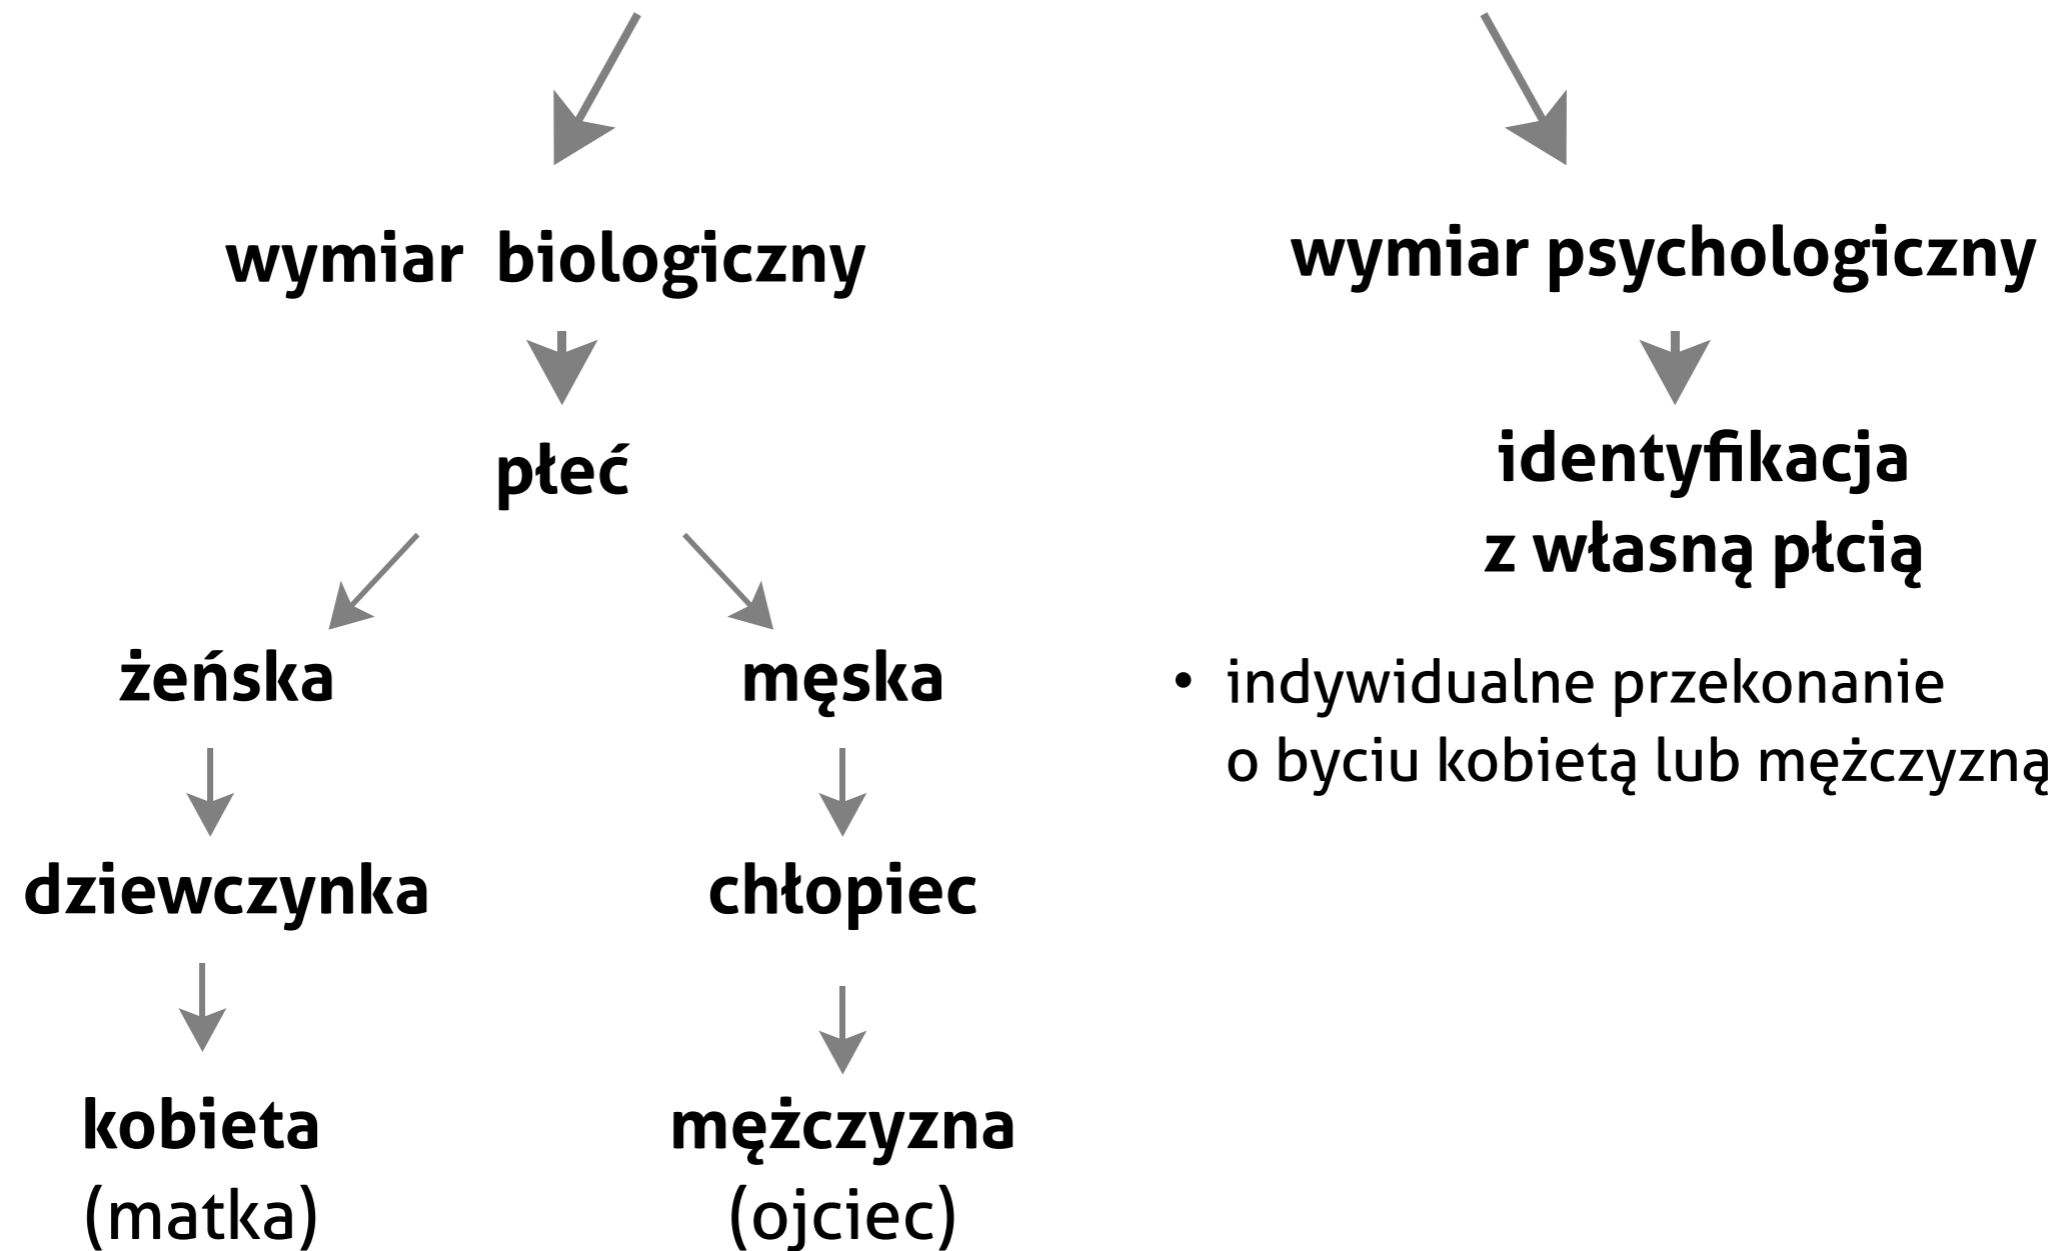 wymiar biologiczny
płeć
żeńska
męska
dziewczynka
chłopiec
kobieta
(matka)
mężczyzna
(ojciec)
wymiar psychologiczny
identyfikacja
z własną płcią
• indywidualne przekonanie
o byciu kobietą lub mężczyzną